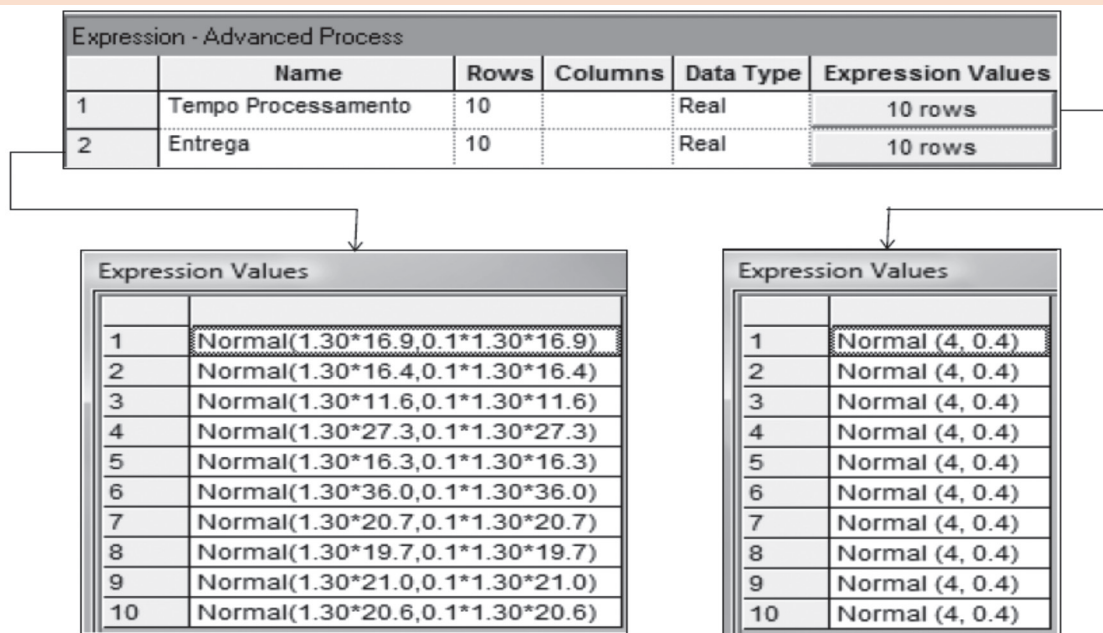 Expression - Advanced Process
Name Rows Columns Data Type Expression Values
1 Tempo Processamento 10 Real 10 rows
2 Entrega 10 Real 10 rows
Expression Values
1 Normal(1.30*16.9,0.1*1.30*16.9)
2 Normal(1.30*16.4,0.1*1.30*16.4)
3 Normal(1.30*11.6,0.1*1.30*11.6)
4 Normal(1.30*27.3,0.1*1.30*27.3)
5 Normal(1.30*16.3,0.1*1.30*16.3)
6 Normal(1.30*36.0,0.1*1.30*36.0)
7 Normal(1.30*20.7,0.1*1.30*20.7)
8 Normal(1.30*19.7,0.1*1.30*19.7)
9 Normal(1.30*21.0,0.1*1.30*21.0)
10 Normal(1.30*20.6,0.1*1.30*20.6)
Expression Values
1 Normal (4, 0.4)
2 Normal (4, 0.4)
3 Normal (4, 0.4)
4 Normal (4, 0.4)
5 Normal (4, 0.4)
6 Normal (4, 0.4)
7 Normal (4, 0.4)
8 Normal (4, 0.4)
9 Normal (4, 0.4)
10 Normal (4, 0.4)